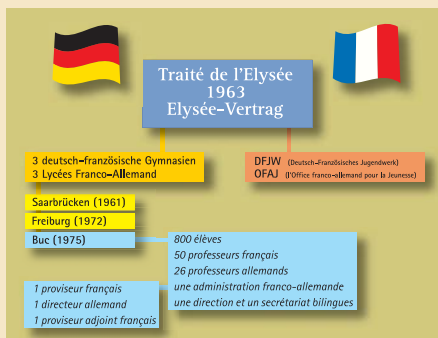 Traité de l'Elysée
1963
Elysée-Vertrag
3 deutsch-französische Gymnasien
3 Lycées Franco-Allemand
DFJW (Deutsch-Französisches Jugendwerk)
OFAJ (l'Office franco-allemand pour la Jeunesse)
Saarbrücken (1961)
Freiburg (1972)
Buc (1975)
800 élèves
50 professeurs français
26 professeurs allemands
une administration franco-allemande
une direction et un secrétariat bilingues
1 proviseur français
1 directeur allemand
1 proviseur adjoint français